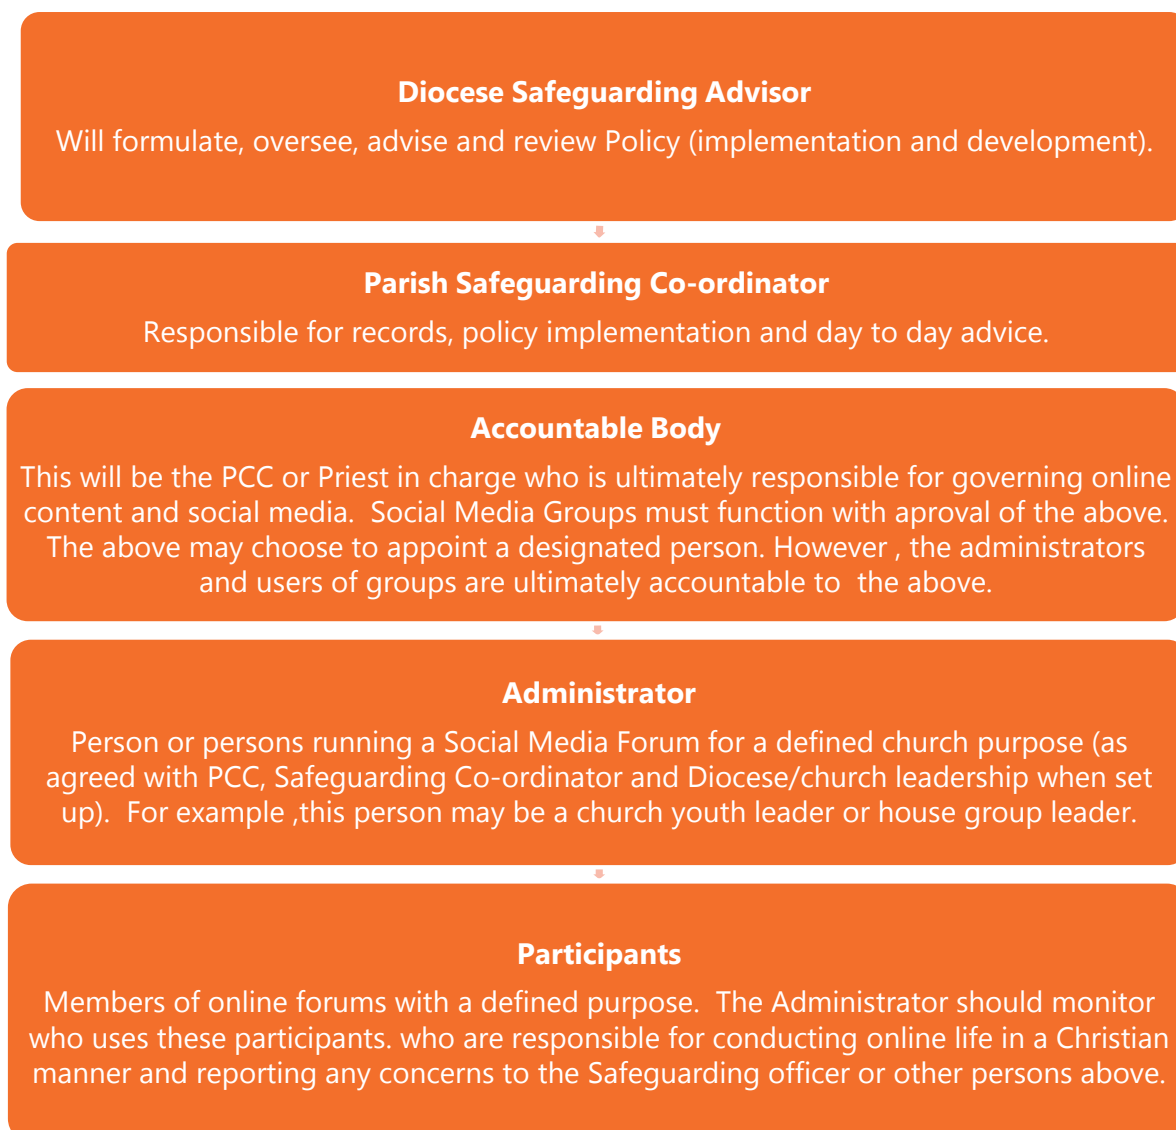 Diocese Safeguarding Advisor
Will formulate, oversee, advise and review Policy (implementation and development).
Parish Safeguarding Co-ordinator
Responsible for records, policy implementation and day to day advice.
Accountable Body
This will be the PCC or Priest in charge who is ultimately responsible for governing online
content and social media.  Social Media Groups must function with aproval of the above.
The above may choose to appoint a designated person. However , the administrators
and users of groups are ultimately accountable to  the above.
Administrator
Person or persons running a Social Media Forum for a defined church purpose (as
agreed with PCC, Safeguarding Co-ordinator and Diocese/church leadership when set
up).  For example ,this person may be a church youth leader or house group leader.
Participants
Members of online forums with a defined purpose.  The Administrator should monitor
who uses these participants. who are responsible for conducting online life in a Christian
manner and reporting any concerns to the Safeguarding officer or other persons above.